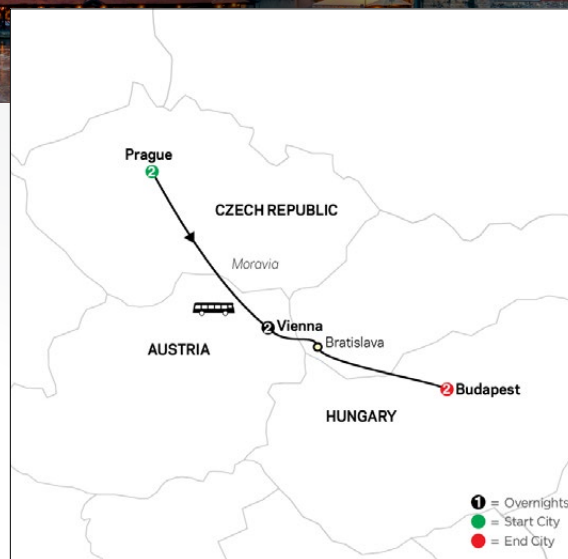 Prague
2
CZECH REPUBLIC
Moravia
2 Vienna
Bratislava
AUSTRIA
2 Budapest
HUNGARY
1 = Overnights
= Start City
= End City